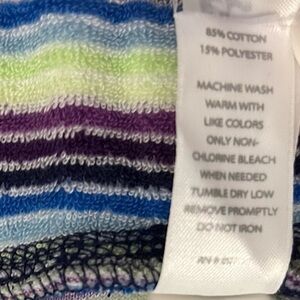 85% COTTON
15% POLYESTER
MACHINE WASH
WARM WITH
LIKE COLORS
ONLY NON-
CHLORINE BLEACH
WHEN NEEDED
TUMBLE DRY LOW
REMOVE PROMPTLY
DO NOT IRON
RN #